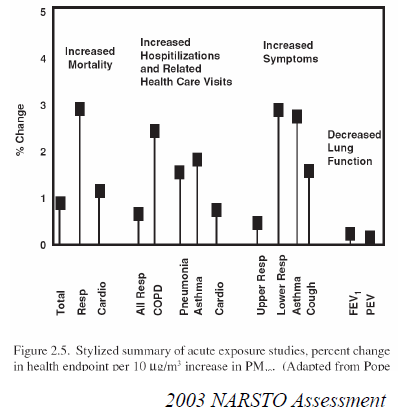 5
4
3
2
1
0
% Change
Increased
Mortality
Increased
Hospitilizations
and Related
Health Care Visits
Increased
Symptoms
Decreased
Lung
Function
Total
Resp
Cardio
All Resp
COPD
Pneumonia
Asthma
Cardio
Upper Resp
Lower Resp
Asthma
Cough
FEV₁
PEV
Figure 2.5. Stylized summary of acute exposure studies, percent change
in health endpoint per 10 µg/m³ increase in PM (Adapted from Pope
2003 NARSTO Assessment